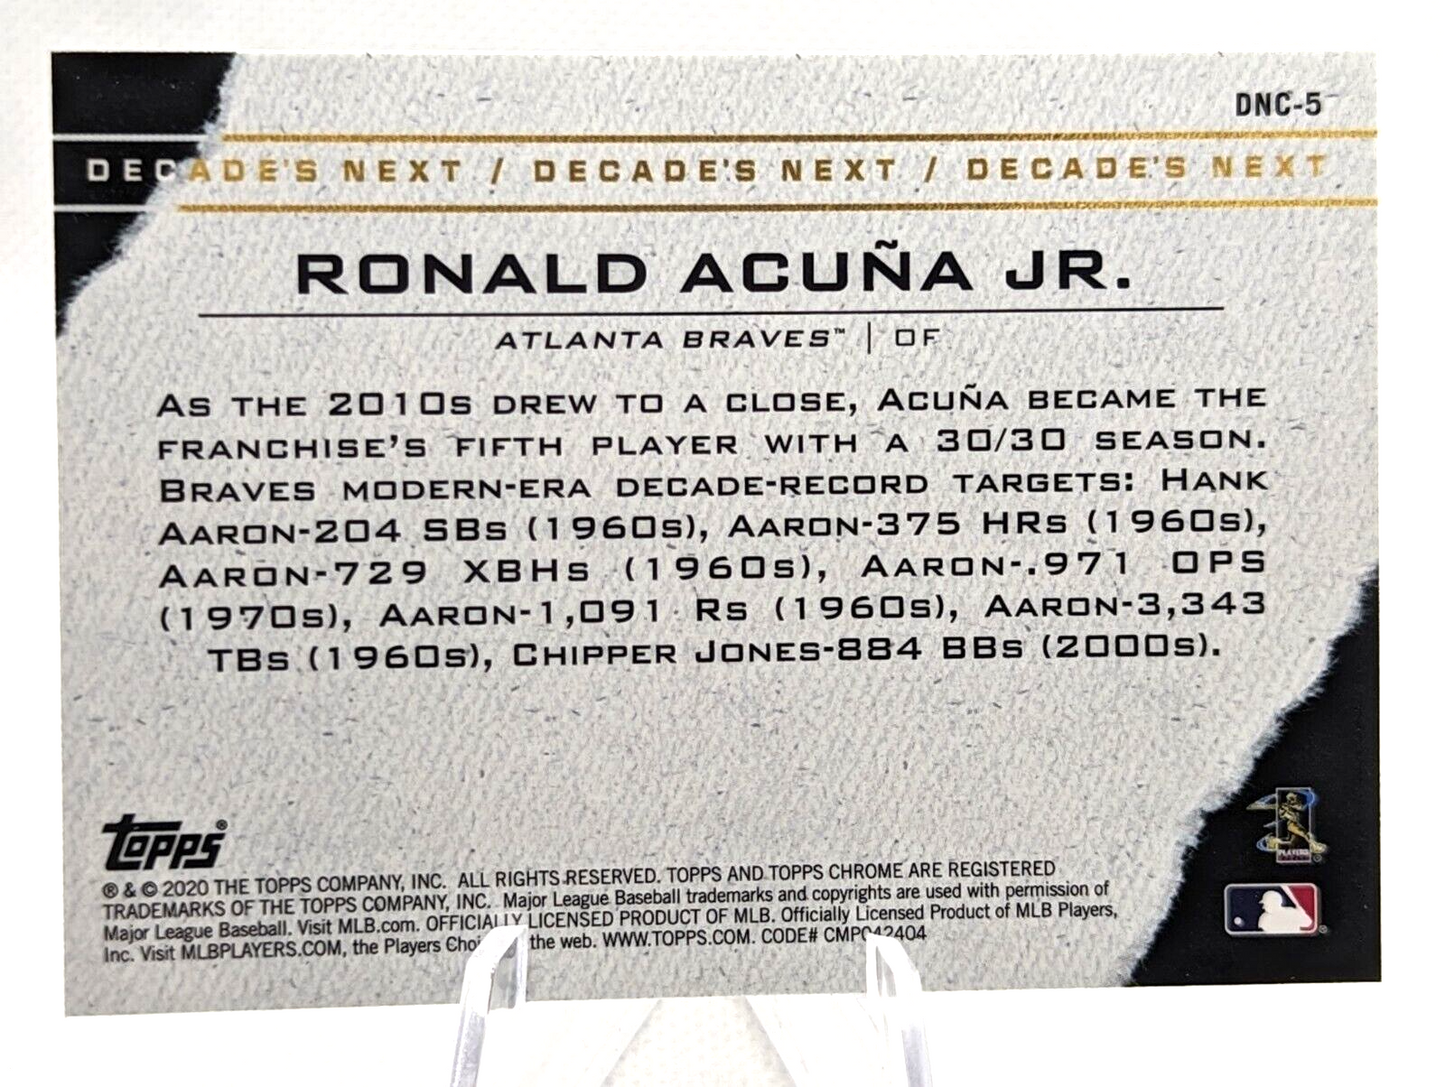 DNC-5
DECADE'S NEXT / DECADE'S NEXT / DECADE'S NEXT
RONALD ACUÑA JR.
ATLANTA BRAVES™ | OF
AS THE 2010S DREW TO A CLOSE, ACUÑA BECAME THE
FRANCHISE'S FIFTH PLAYER WITH A 30/30 SEASON.
BRAVES MODERN-ERA DECADE-RECORD TARGETS: HANK
AARON-204 SBS (1960S), AARON-375 HRS (1960S),
AARON-729 XBHS (1960S), AARON-.971 OPS
(1970S), AARON-1,091 RS (1960S), AARON-3,343
TBS (1960S), CHIPPER JONES-884 BBS (2000S).
Topps®
® & © 2020 THE TOPPS COMPANY, INC. ALL RIGHTS RESERVED. TOPPS AND TOPPS CHROME ARE REGISTERED
TRADEMARKS OF THE TOPPS COMPANY, INC. Major League Baseball trademarks and copyrights are used with permission of
Major League Baseball. Visit MLB.com. OFFICIALLY LICENSED PRODUCT OF MLB. Officially Licensed Product of MLB Players,
Inc. Visit MLBPLAYERS.COM, the Players the web. WWW.TOPPS.COM. CODE#
PLAYERS